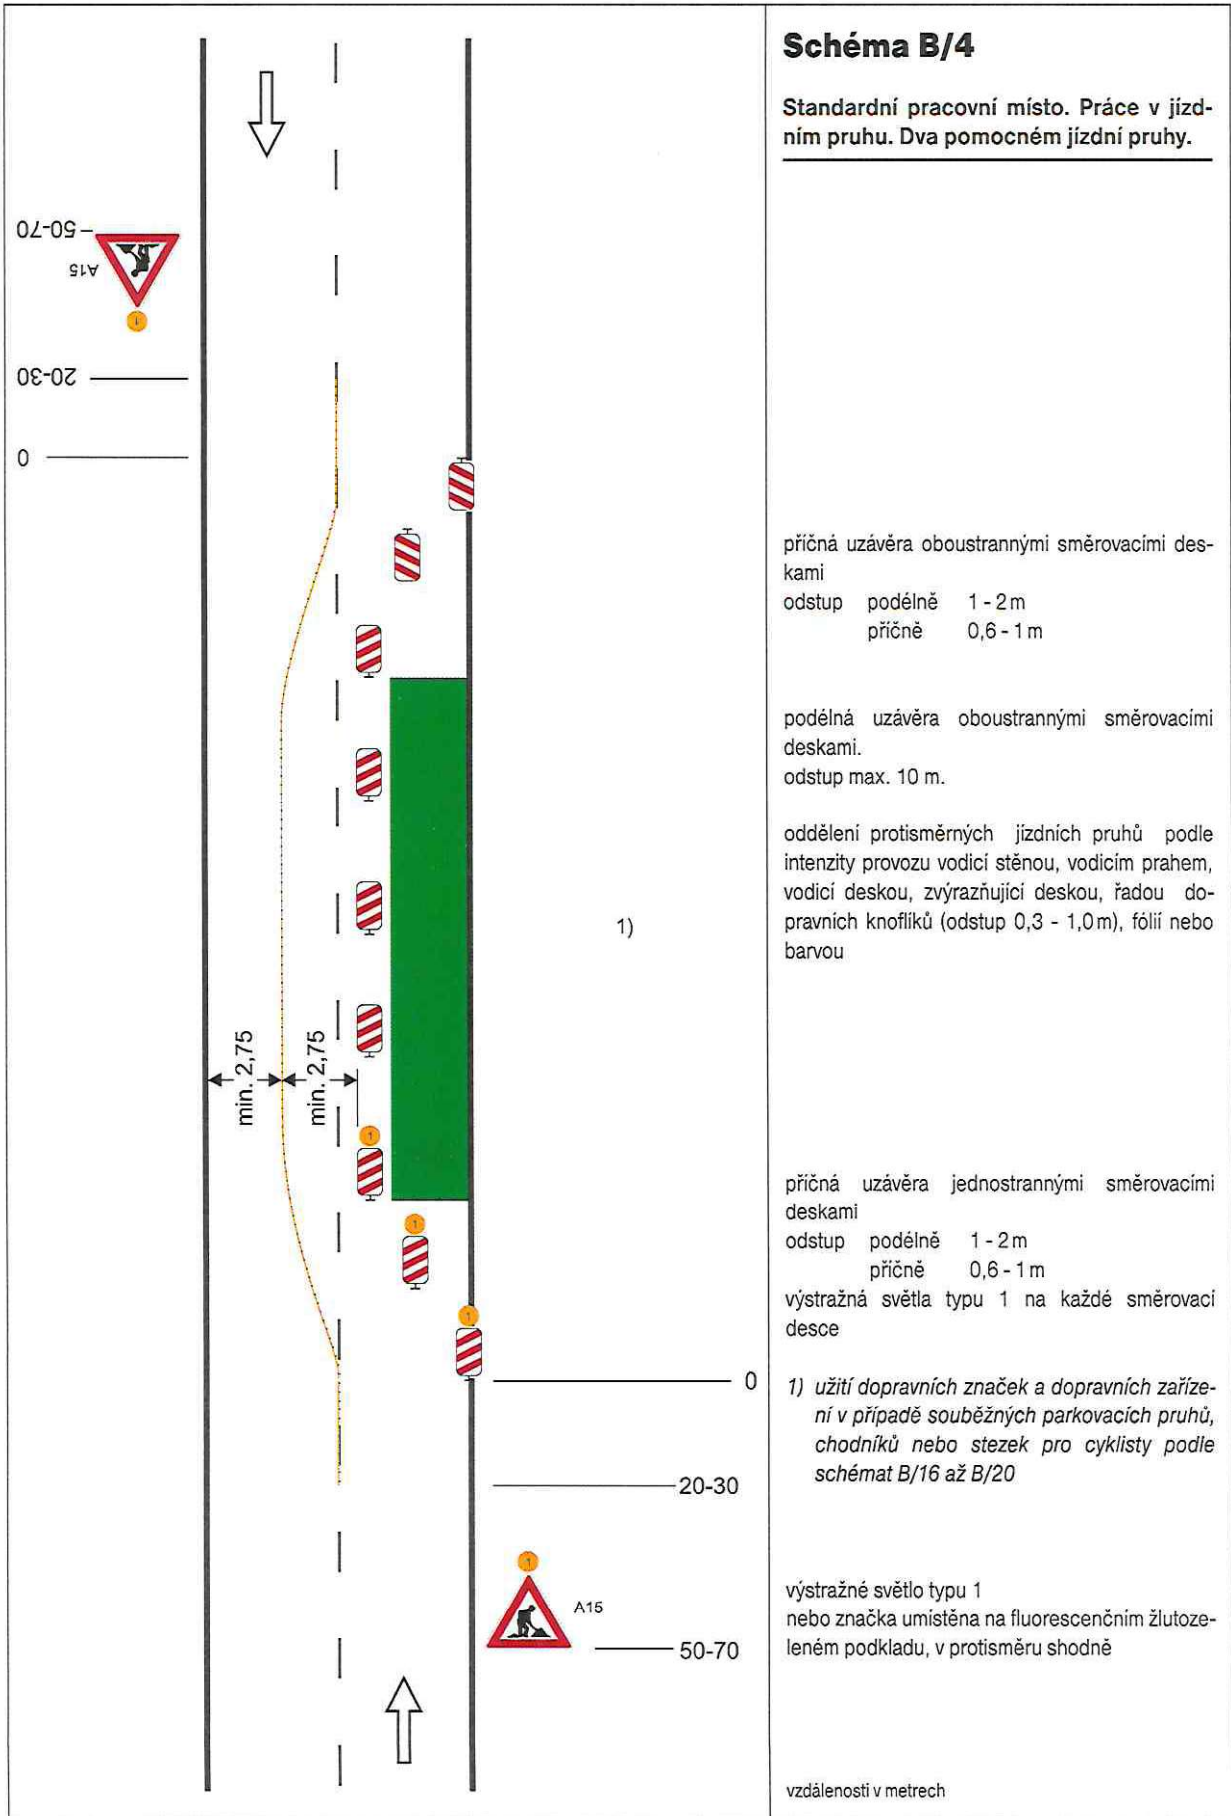 Schéma B/4
Standardní pracovní místo. Práce v jízd-
ním pruhu. Dva pomocném jízdní pruhy.
50-70
A15
1
20-30
0
příčná uzávěra oboustrannými směrovacími des-
kami
odstup podélně 1 - 2 m
příčně 0,6 - 1 m
podélná uzávěra oboustrannými směrovacími
deskami.
odstup max. 10 m.
oddělení protisměrných jízdních pruhů podle
intenzity provozu vodicí stěnou, vodicím prahem,
vodicí deskou, zvýrazňující deskou, řadou do-
pravních knoflíků (odstup 0,3 - 1,0 m), fólií nebo
barvou
1)
min. 2,75
min. 2,75
1
1
1
příčná uzávěra jednostrannými směrovacími
deskami
odstup podélně 1 - 2 m
příčně 0,6 - 1 m
výstražná světla typu 1 na každé směrovací
desce
0
1) užití dopravních značek a dopravních zaříze-
ní v případě souběžných parkovacích pruhů,
chodníků nebo stezek pro cyklisty podle
schémat B/16 až B/20
20-30
1
A15
50-70
výstražné světlo typu 1
nebo značka umístěna na fluorescenčním žlutoze-
leném podkladu, v protisměru shodně
vzdálenosti v metrech